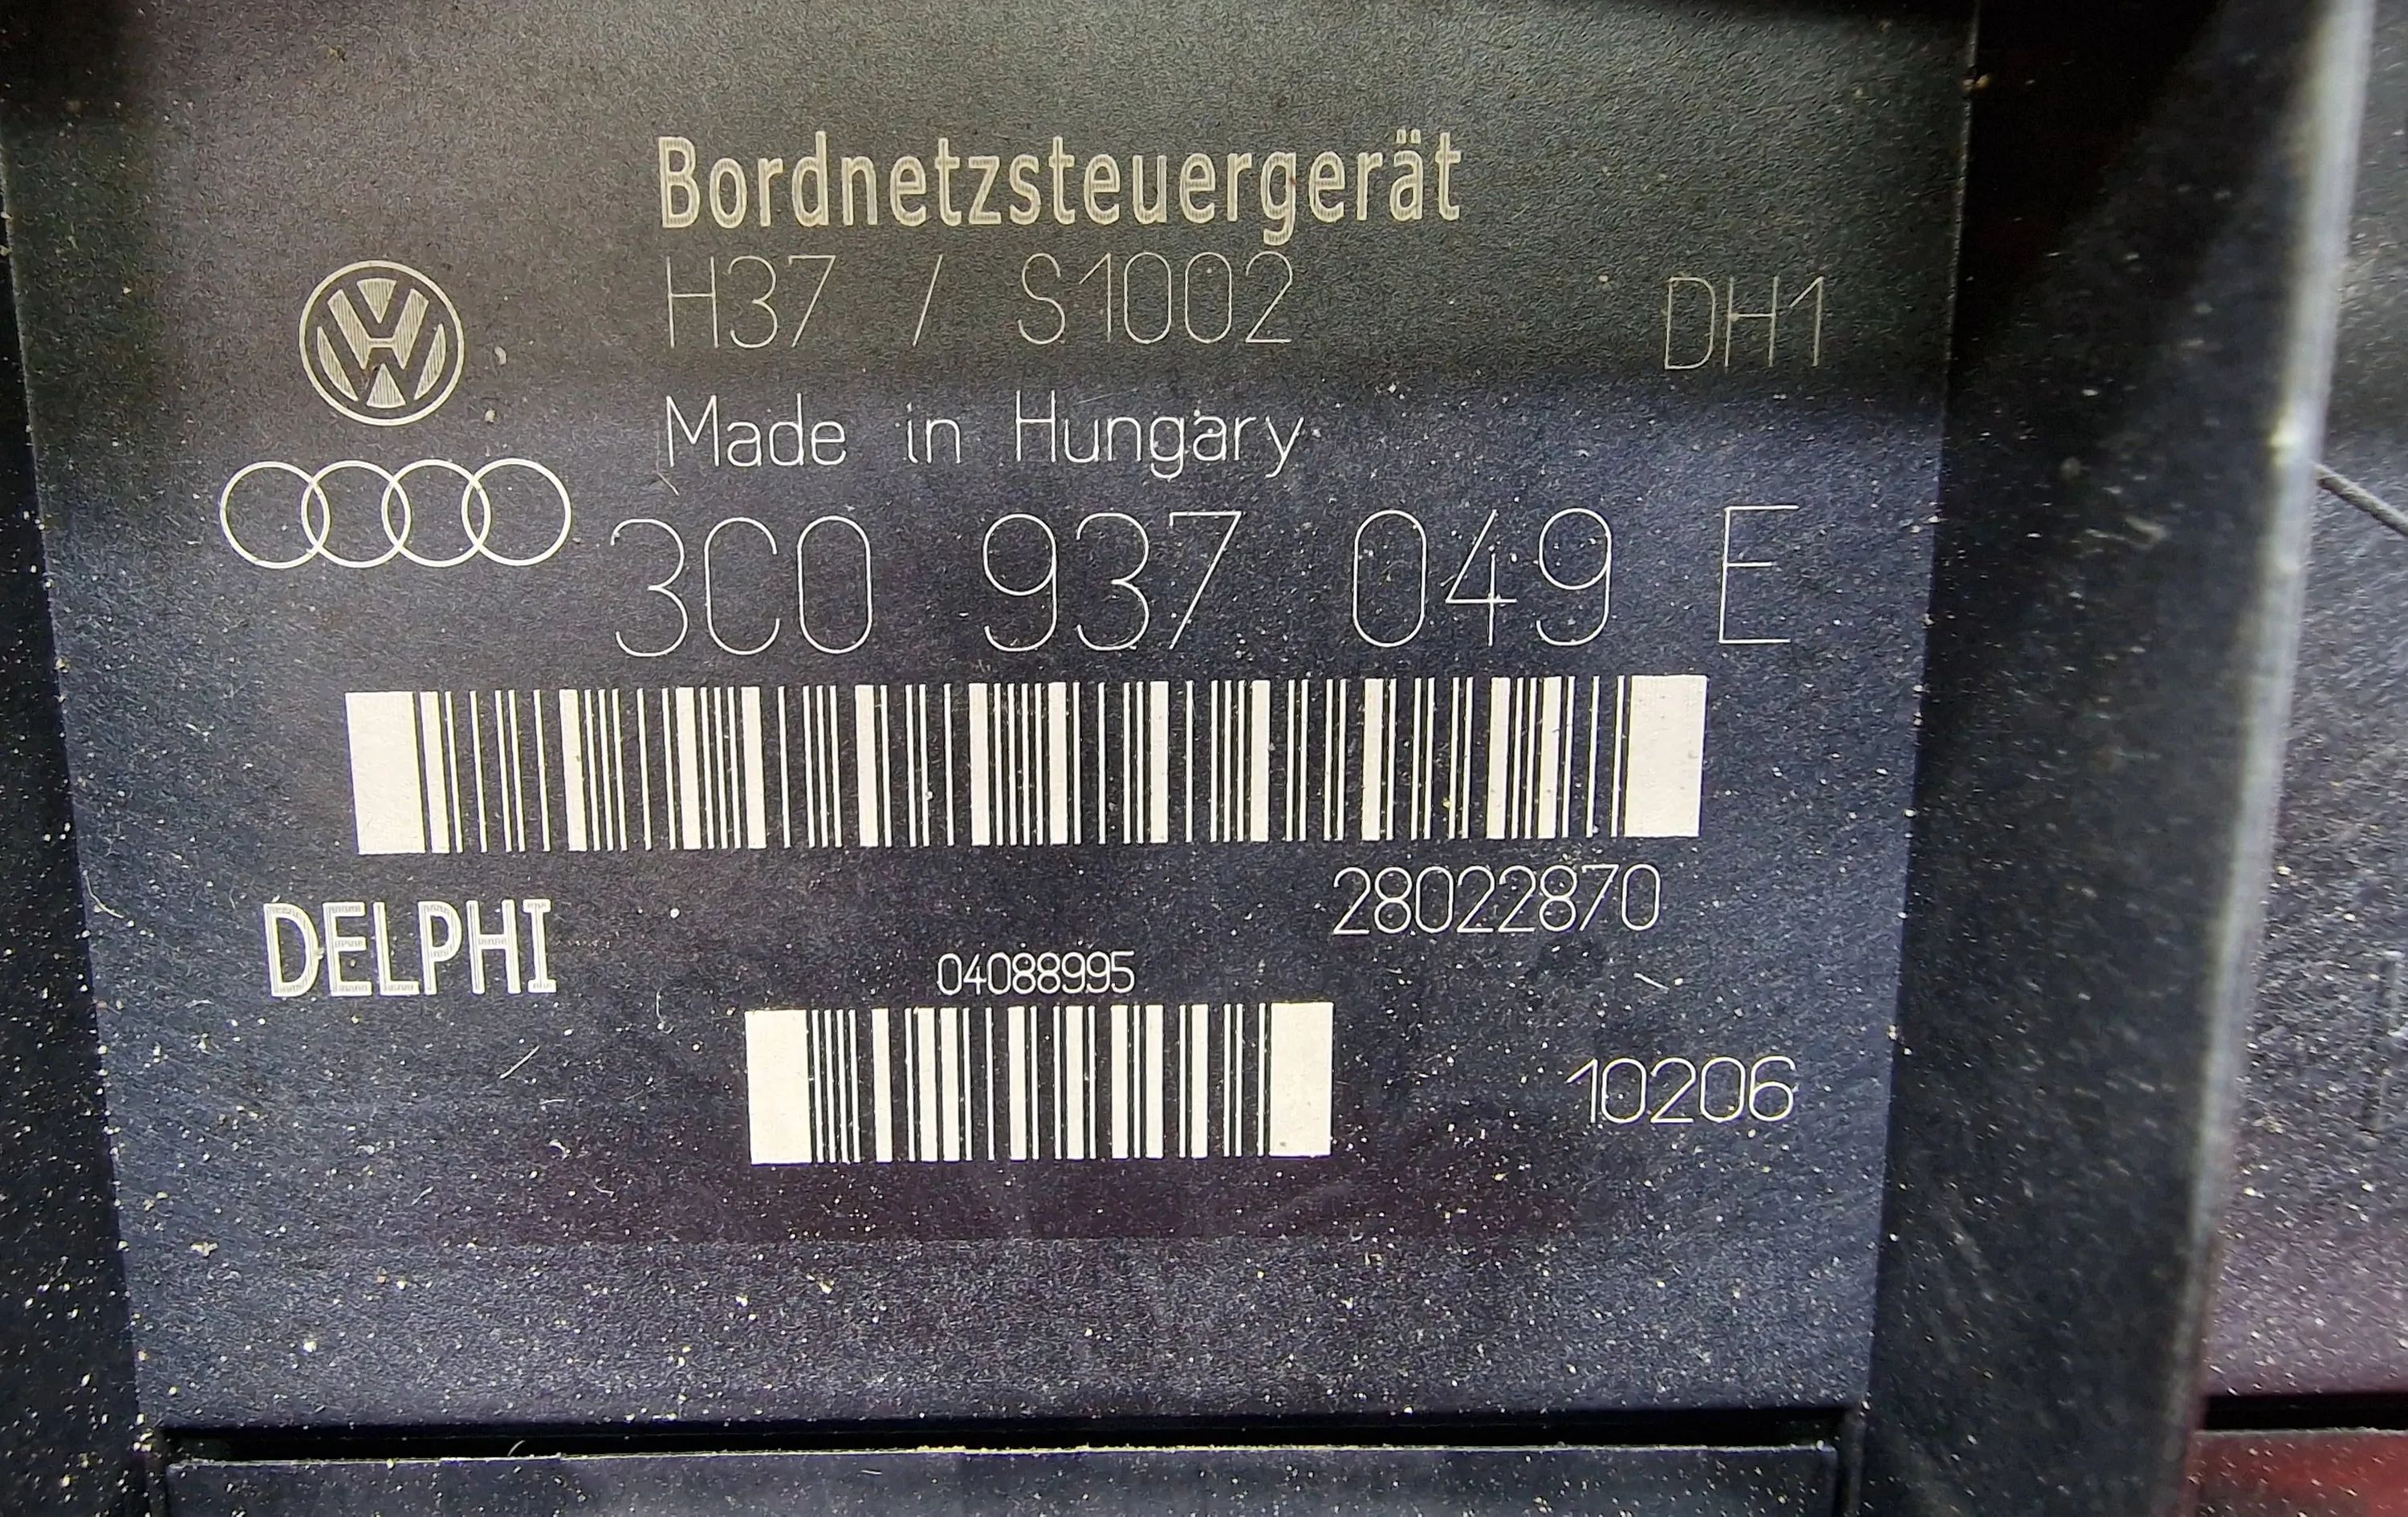 Bordnetzsteuergerät
H37 / S1002
DH1
Made in Hungary
3C0 937 049 E
28022870
DELPHI
04088995
10206